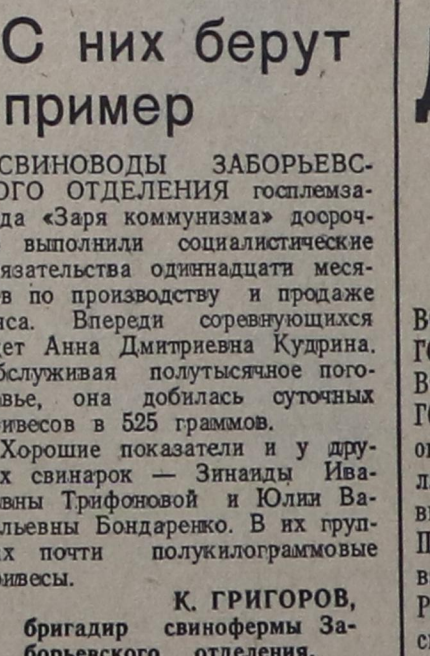 С них берут
пример
СВИНОВОДЫ ЗАБОРЬЕВС-
ОГО ОТДЕЛЕНИЯ госплемза-
да «Заря коммунизма» досроч-
выполнили социалистические
язательства одиннадцати меся-
в по производству и продаже
са. Впереди соревнующихся
ет Анна Дмитриевна Кудрина.
бслуживая полутысячное пого-
вье, она добилась суточных
ивесов в 525 граммов.
Хорошие показатели и у дру-
х свинарок — Зинаиды Ива-
вны Трифоновой и Юлии Ва-
льевны Бондаренко. В их груп-
х почти полукилограммовые
ивесы.
К. ГРИГОРОВ,
бригадир свинофермы За-
борьевского отделения.